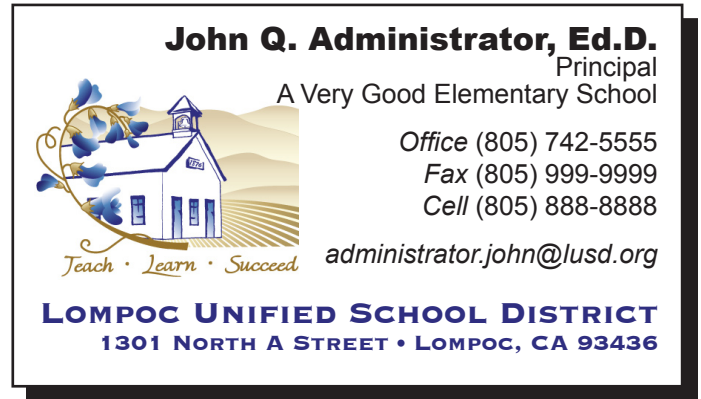 John Q. Administrator, Ed.D.
Principal
A Very Good Elementary School
Office (805) 742-5555
Fax (805) 999-9999
Cell (805) 888-8888
1876
Teach · Learn · Succeed
administrator.john@lusd.org
Lompoc Unified School District
1301 North A Street • Lompoc, CA 93436